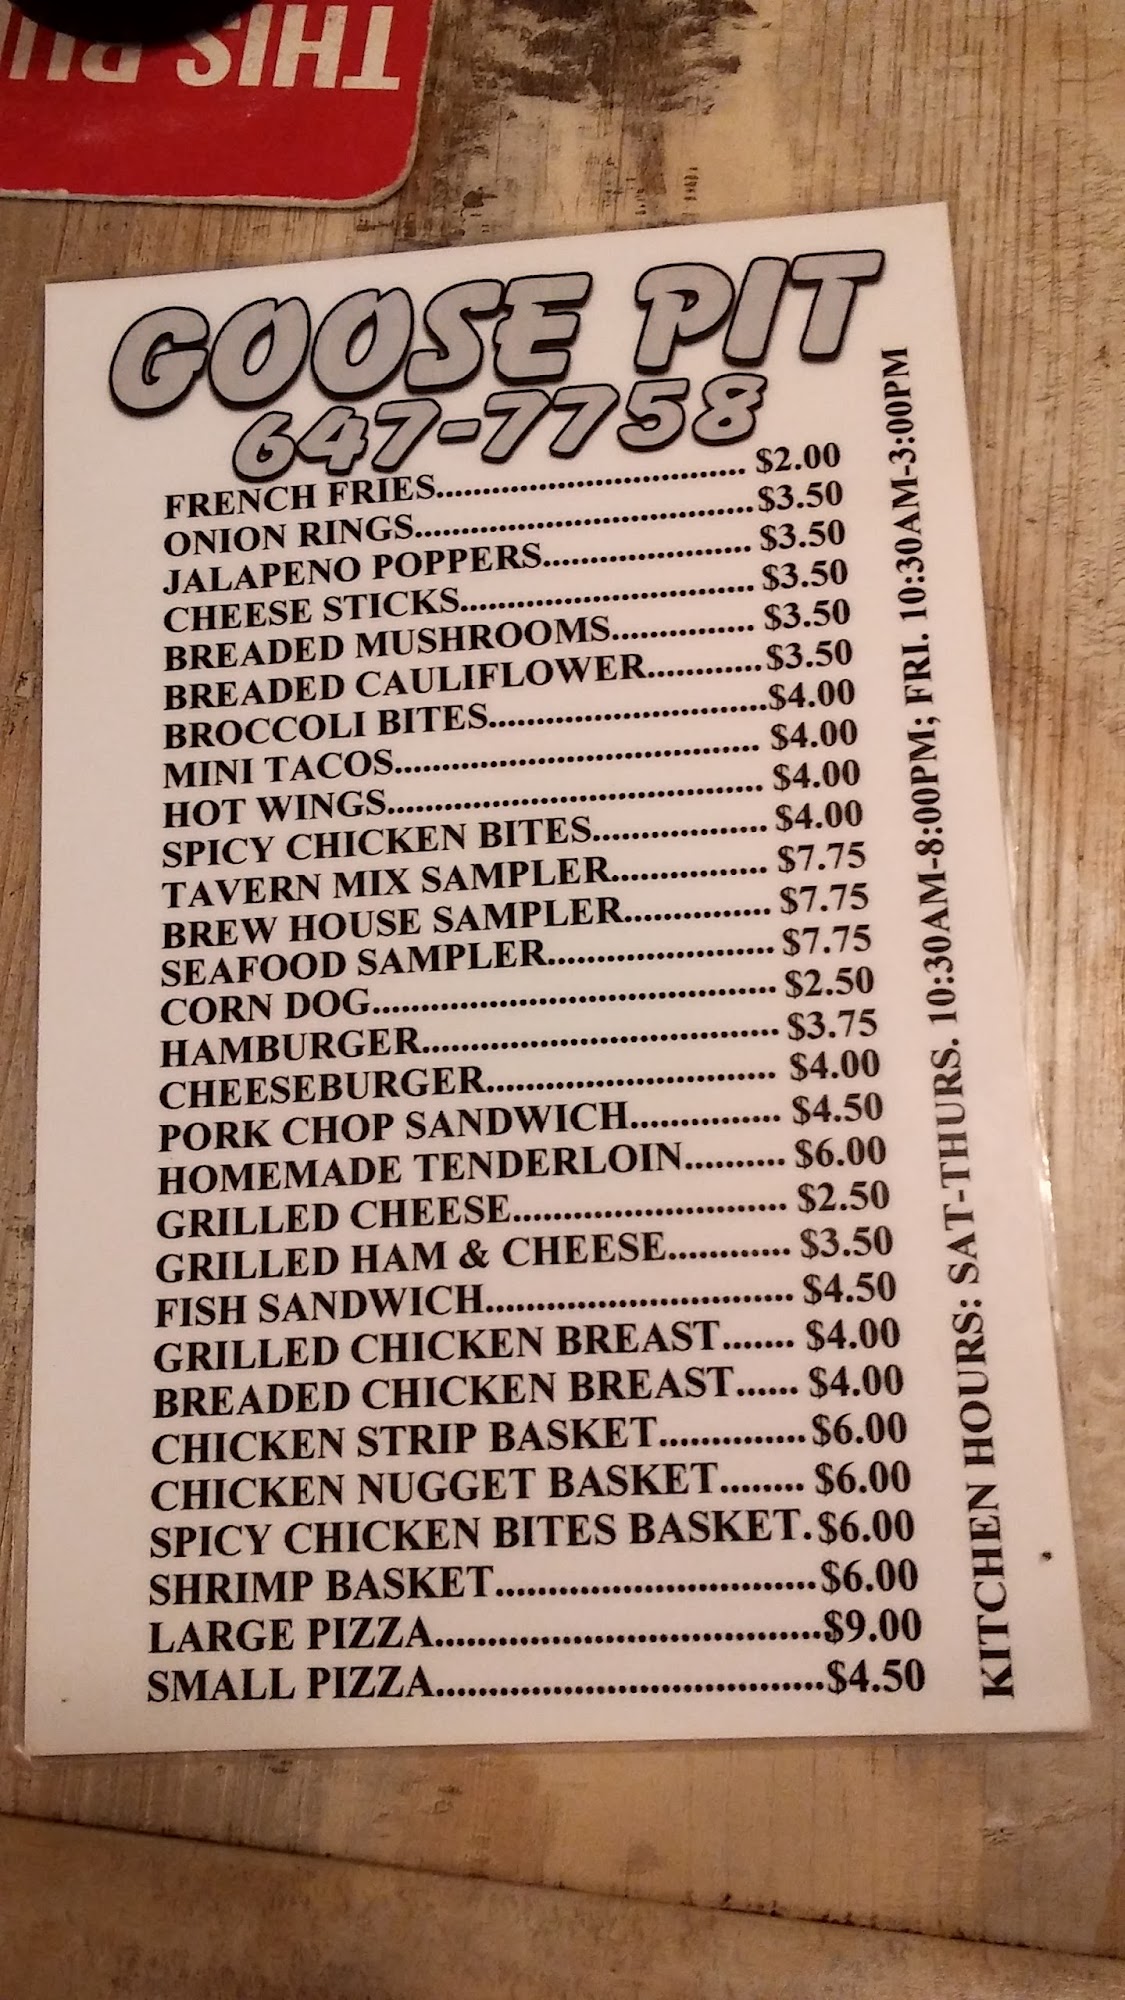 THIS
GOOSE PIT
647-7758
FRENCH FRIES................................. $2.00
ONION RINGS....................................$3.50
JALAPENO POPPERS...................... $3.50
CHEESE STICKS............................... $3.50
BREADED MUSHROOMS............... $3.50
BREADED CAULIFLOWER............$3.50
BROCCOLI BITES.............................$4.00
MINI TACOS...................................... $4.00
HOT WINGS....................................... $4.00
SPICY CHICKEN BITES.................. $4.00
TAVERN MIX SAMPLER................ $7.75
BREW HOUSE SAMPLER............... $7.75
SEAFOOD SAMPLER....................... $7.75
CORN DOG.......................................... $2.50
HAMBURGER..................................... $3.75
CHEESEBURGER.............................. $4.00
PORK CHOP SANDWICH............... $4.50
HOMEMADE TENDERLOIN.......... $6.00
GRILLED CHEESE............................ $2.50
GRILLED HAM & CHEESE............ $3.50
FISH SANDWICH............................... $4.50
GRILLED CHICKEN BREAST....... $4.00
BREADED CHICKEN BREAST...... $4.00
CHICKEN STRIP BASKET..............$6.00
CHICKEN NUGGET BASKET........ $6.00
SPICY CHICKEN BITES BASKET.$6.00
SHRIMP BASKET...............................$6.00
LARGE PIZZA.....................................$9.00
SMALL PIZZA.....................................$4.50
KITCHEN HOURS: SAT-THURS. 10:30AM-8:00PM; FRI. 10:30AM-3:00PM